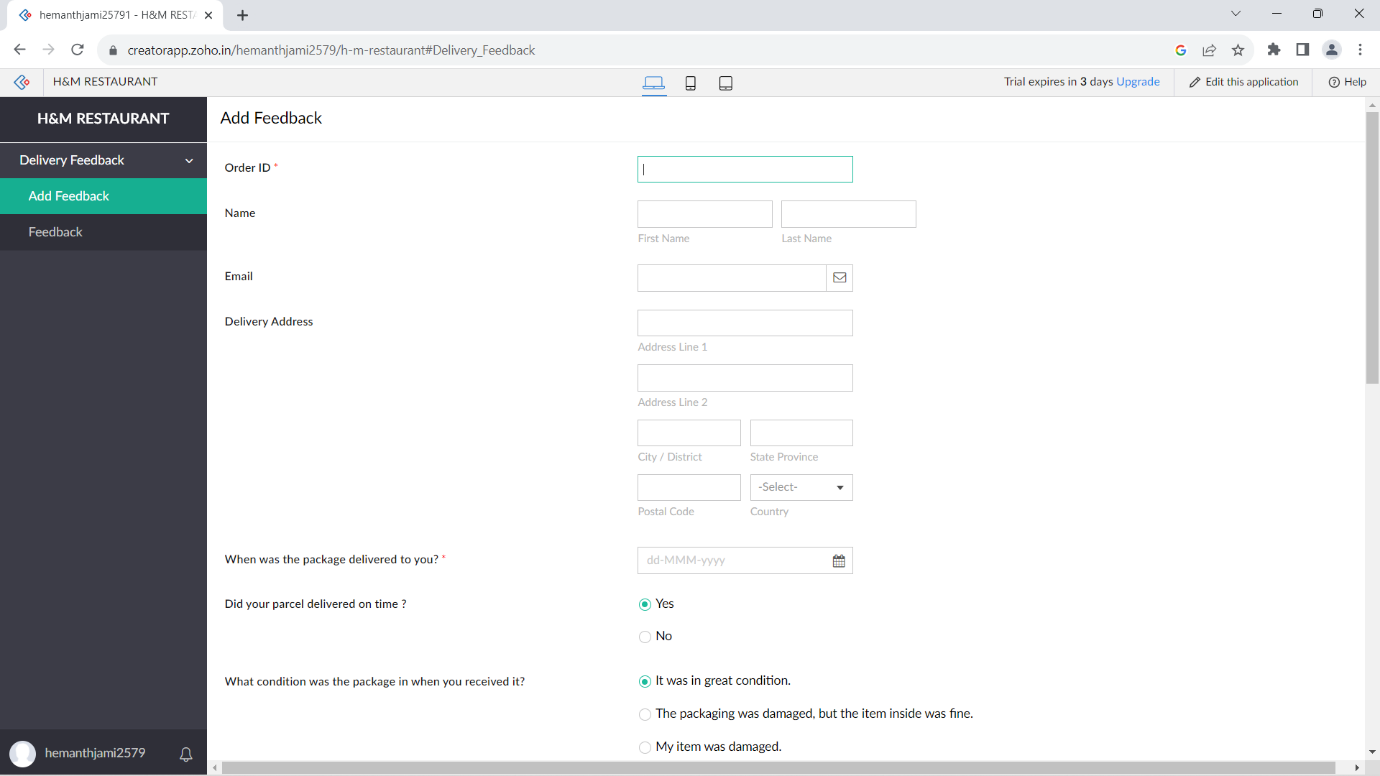 hemanthjami25791 - H&M REST
creatorapp.zoho.in/hemanthjami2579/h-m-restaurant#Delivery_Feedback
H&M RESTAURANT
Trial expires in 3 days Upgrade
Edit this application
Help
H&M RESTAURANT
Delivery Feedback
Add Feedback
Feedback
hemanthjami2579
Add Feedback
Order ID *
Name
First Name
Last Name
Email
Delivery Address
Address Line 1
Address Line 2
City / District
State Province
-Select-
Postal Code
Country
When was the package delivered to you? *
dd-MMM-yyyy
Did your parcel delivered on time ?
Yes
No
What condition was the package in when you received it?
It was in great condition.
The packaging was damaged, but the item inside was fine.
My item was damaged.